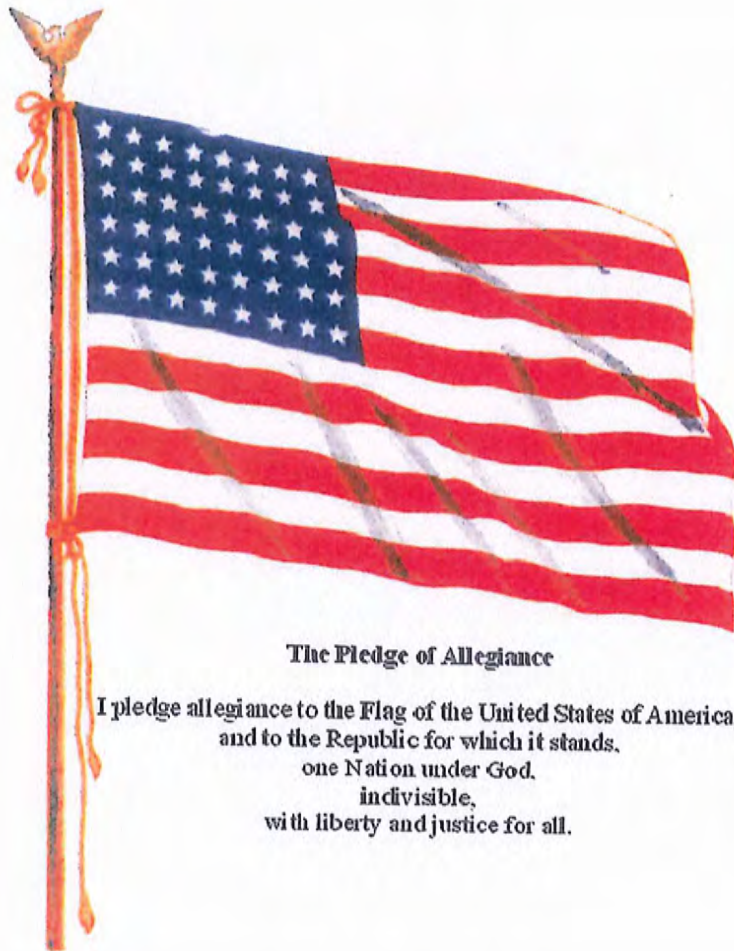 The Pledge of Allegiance
I pledge allegiance to the Flag of the United States of America
and to the Republic for which it stands,
one Nation under God,
indivisible,
with liberty and justice for all.